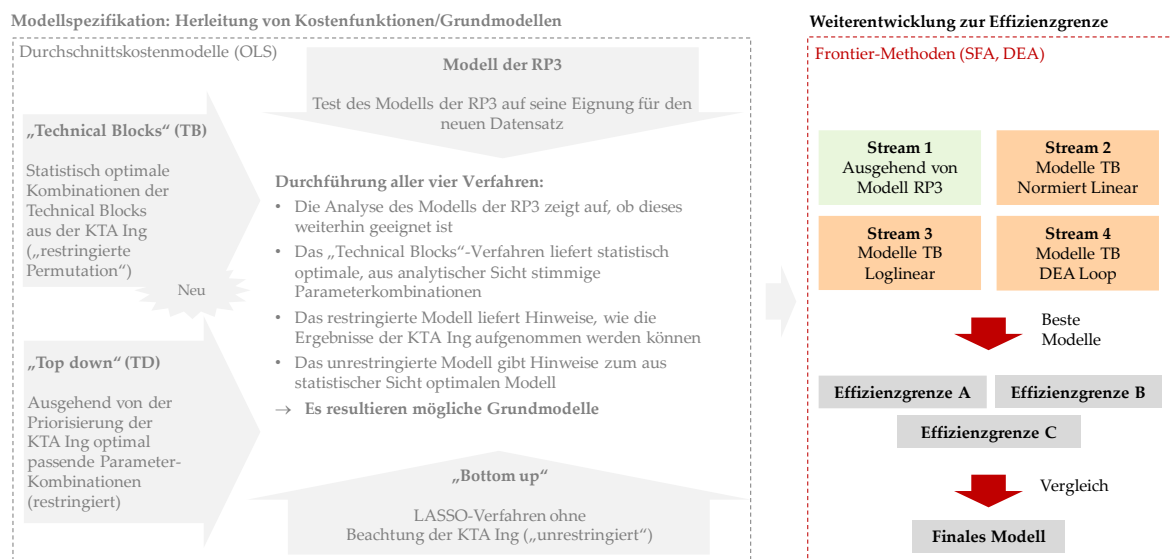 Modellspezifikation: Herleitung von Kostenfunktionen/Grundmodellen
Durchschnittskostenmodelle (OLS)
Modell der RP3
Test des Modells der RP3 auf seine Eignung für den
neuen Datensatz
„Technical Blocks“ (TB)
Statistisch optimale
Kombinationen der
Technical Blocks
aus der KTA Ing
(„restringierte
Permutation“)
Neu
„Top down“ (TD)
Ausgehend von der
Priorisierung der
KTA Ing optimal
passende Parameter-
Kombinationen
(restringiert)
Durchführung aller vier Verfahren:
• Die Analyse des Modells der RP3 zeigt auf, ob dieses
weiterhin geeignet ist
• Das „Technical Blocks“-Verfahren liefert statistisch
optimale, aus analytischer Sicht stimmige
Parameterkombinationen
• Das restringierte Modell liefert Hinweise, wie die
Ergebnisse der KTA Ing aufgenommen werden können
• Das unrestringierte Modell gibt Hinweise zum aus
statistischer Sicht optimalen Modell
→ Es resultieren mögliche Grundmodelle
„Bottom up“
LASSO-Verfahren ohne
Beachtung der KTA Ing („unrestringiert“)
Weiterentwicklung zur Effizienzgrenze
Frontier-Methoden (SFA, DEA)
Stream 1
Ausgehend von
Modell RP3
Stream 2
Modelle TB
Normiert Linear
Stream 3
Modelle TB
Loglinear
Stream 4
Modelle TB
DEA Loop
Beste
Modelle
Effizienzgrenze A
Effizienzgrenze B
Effizienzgrenze C
Vergleich
Finales Modell